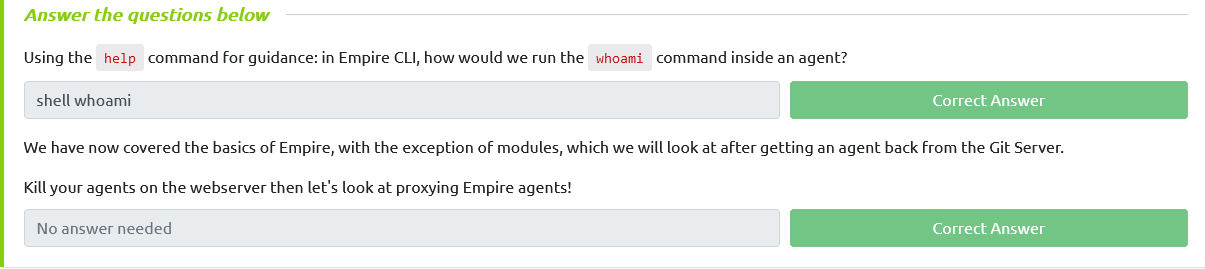 Answer the questions below
Using the help command for guidance: in Empire CLI, how would we run the whoami command inside an agent?
shell whoami
Correct Answer
We have now covered the basics of Empire, with the exception of modules, which we will look at after getting an agent back from the Git Server.
Kill your agents on the webserver then let's look at proxying Empire agents!
No answer needed
Correct Answer